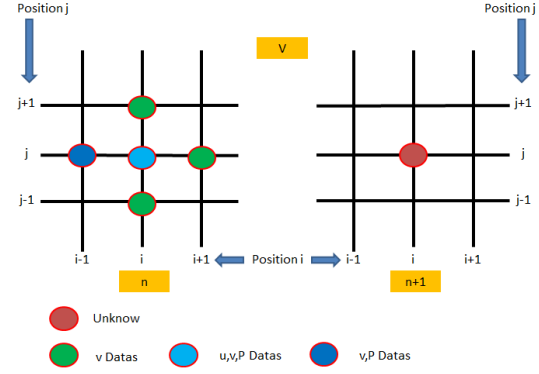 Position j
Position j
V
j+1
j+1
j
j
j-1
j-1
i-1
i
i+1
Position i
i-1
i
i+1
n
n+1
Unknow
v Datas
u,v,P Datas
v,P Datas